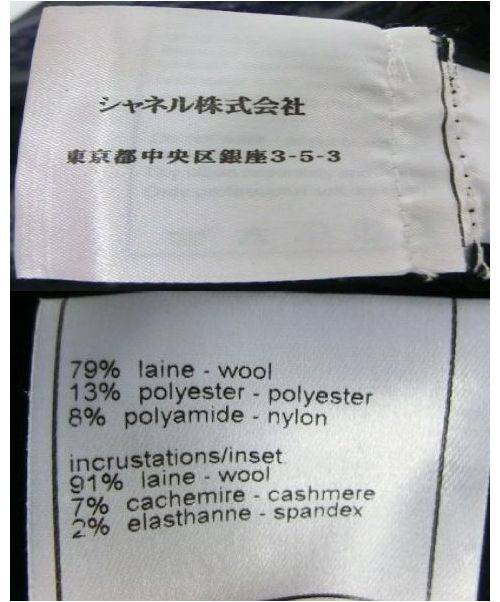 シャネル株式会社
東京都中央区銀座3-5-3
79% laine - wool
13% polyester - polyester
8% polyamide - nylon
incrustations/inset
91% laine - wool
7% cachemire - cashmere
2% elasthanne - spandex